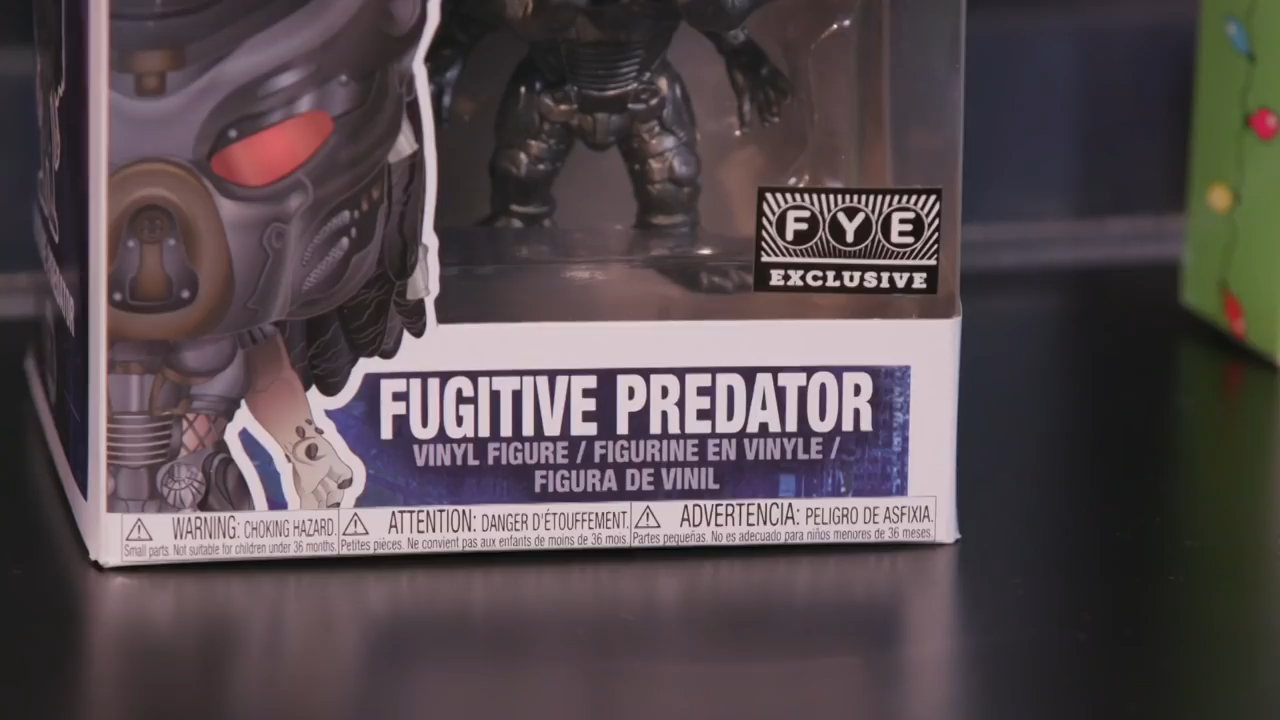 FYE
EXCLUSIVE
FUGITIVE PREDATOR
VINYL FIGURE / FIGURINE EN VINYLE /
FIGURA DE VINIL
WARNING: CHOKING HAZARD.
Small parts. Not suitable for children under 36 months.
ATTENTION: DANGER D'ÉTOUFFEMENT.
Petites pièces. Ne convient pas aux enfants de moins de 36 mois.
ADVERTENCIA: PELIGRO DE ASFIXIA.
Partes pequeñas. No es adecuado para niños menores de 36 meses.